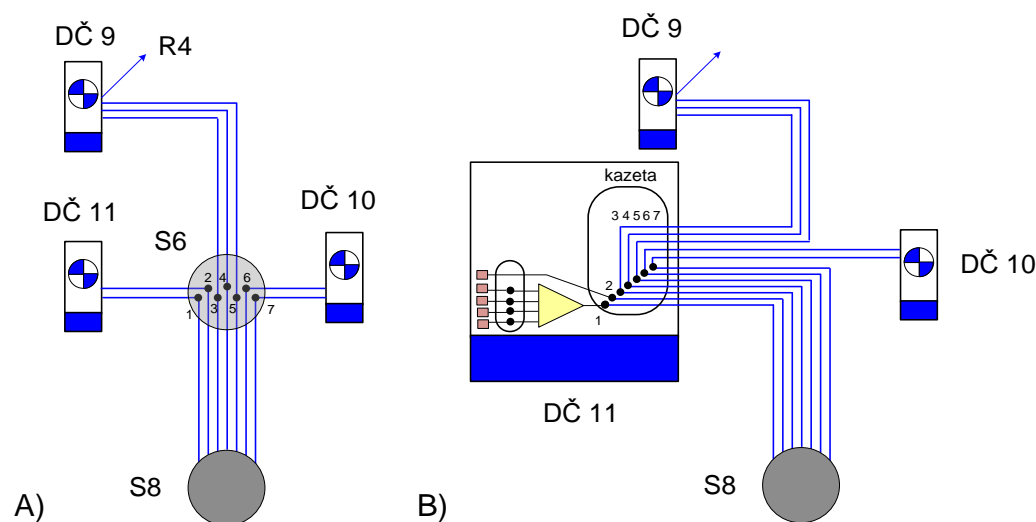 DČ 9
R4
DČ 11
S6
DČ 10
2 4 6
1 3 5 7
S8
A)
DČ 9
kazeta
3 4 5 6 7
2
1
DČ 10
DČ 11
S8
B)